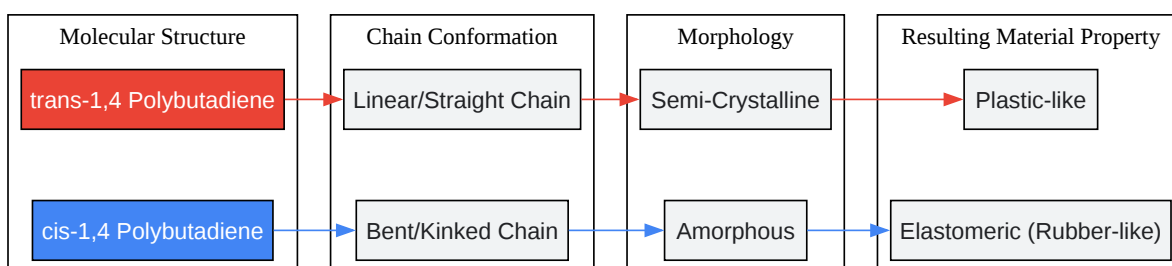 Molecular Structure
Chain Conformation
Morphology
Resulting Material Property
trans-1,4 Polybutadiene
Linear/Straight Chain
Semi-Crystalline
Plastic-like
cis-1,4 Polybutadiene
Bent/Kinked Chain
Amorphous
Elastomeric (Rubber-like)